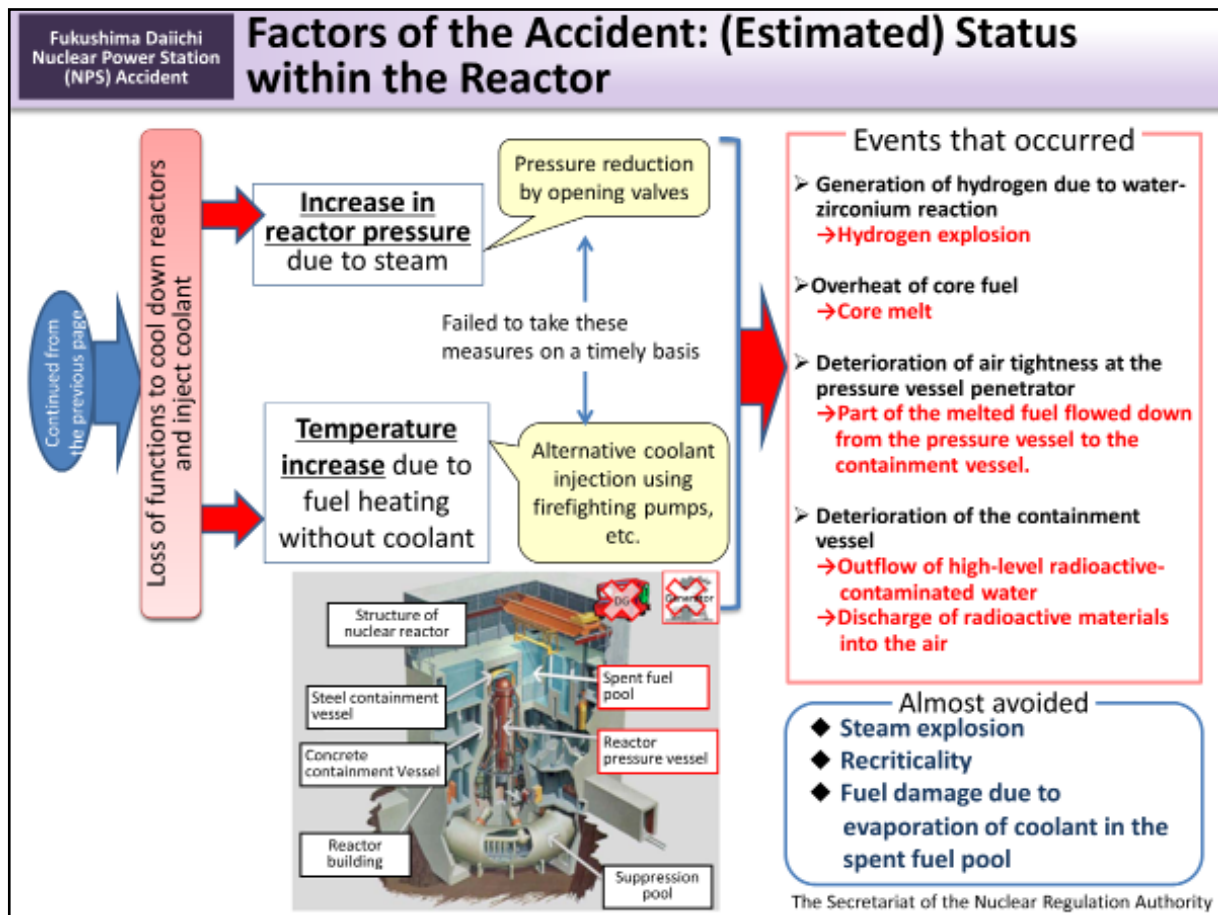 Fukushima Daiichi
Nuclear Power Station
(NPS) Accident
Factors of the Accident: (Estimated) Status
within the Reactor
Continued from
the previous page
Loss of functions to cool down reactors
and inject coolant
Increase in
reactor pressure
due to steam
Pressure reduction
by opening valves
Failed to take these
measures on a timely basis
Temperature
increase due to
fuel heating
without coolant
Alternative coolant
injection using
firefighting pumps,
etc.
DG
Generator
Structure of
nuclear reactor
Steel containment
vessel
Concrete
containment Vessel
Reactor
building
Spent fuel
pool
Reactor
pressure vessel
Suppression
pool
Events that occurred
➤ Generation of hydrogen due to water-
zirconium reaction
→Hydrogen explosion
➤Overheat of core fuel
→Core melt
➤ Deterioration of air tightness at the
pressure vessel penetrator
→Part of the melted fuel flowed down
from the pressure vessel to the
containment vessel.
➤ Deterioration of the containment
vessel
→Outflow of high-level radioactive-
contaminated water
→Discharge of radioactive materials
into the air
Almost avoided
◆ Steam explosion
◆ Recriticality
◆ Fuel damage due to
evaporation of coolant in the
spent fuel pool
The Secretariat of the Nuclear Regulation Authority